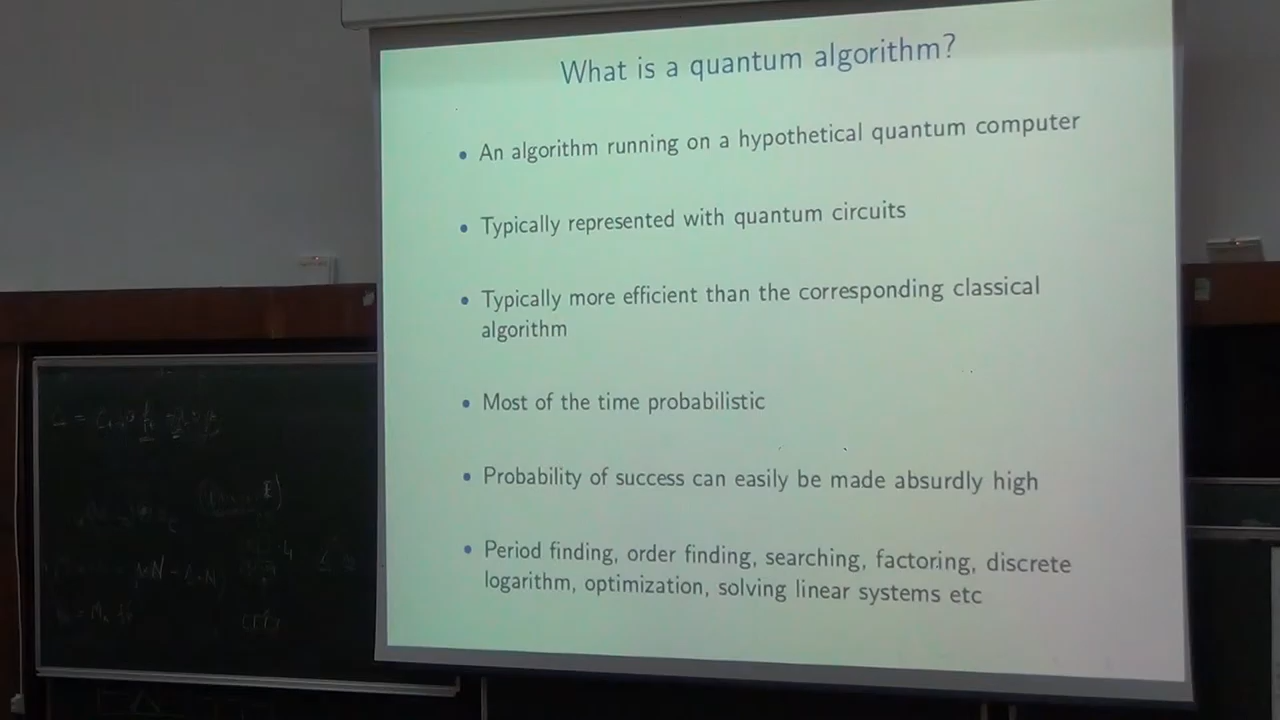 What is a quantum algorithm?
• An algorithm running on a hypothetical quantum computer
• Typically represented with quantum circuits
• Typically more efficient than the corresponding classical
algorithm
• Most of the time probabilistic
• Probability of success can easily be made absurdly high
• Period finding, order finding, searching, factoring, discrete
logarithm, optimization, solving linear systems etc